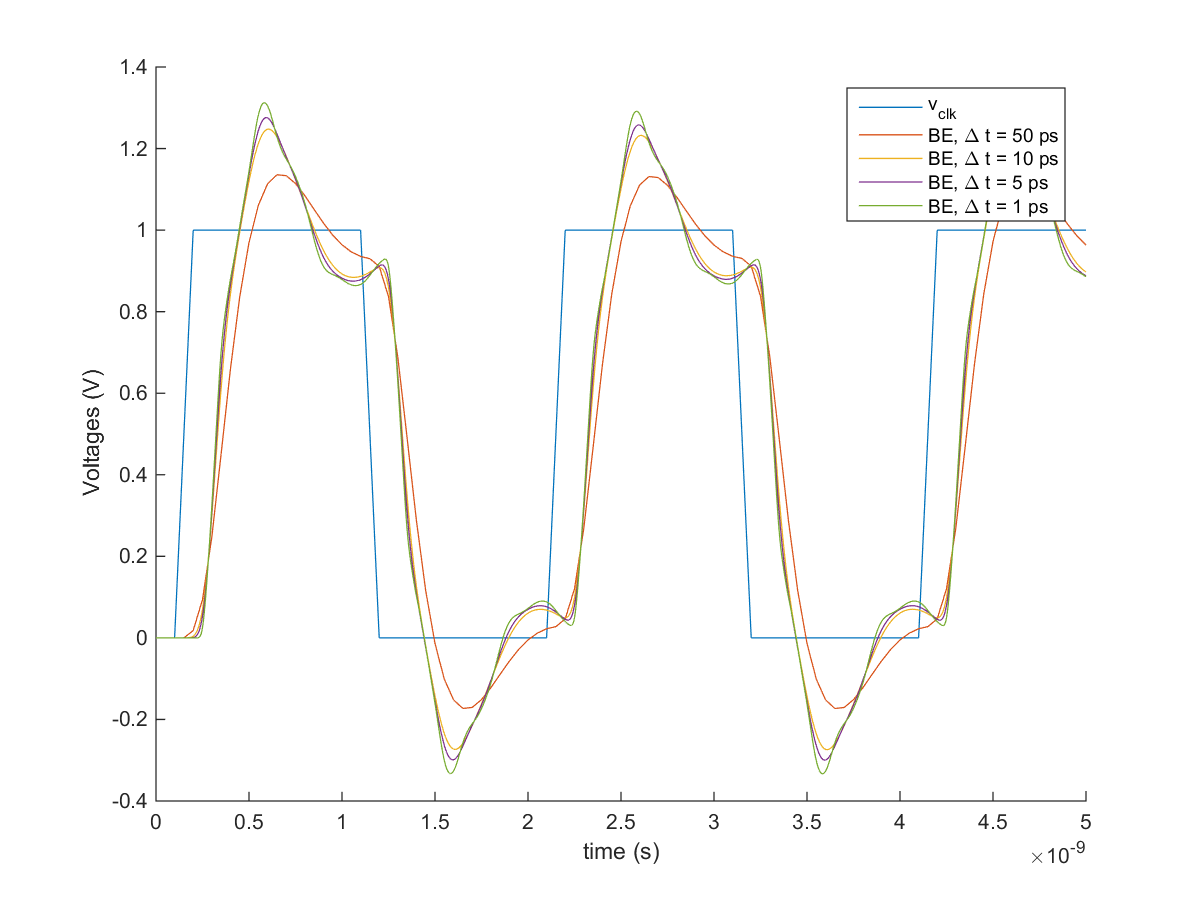 1.4
1.2
1
0.8
0.6
0.4
0.2
0
-0.2
-0.4
Voltages (V)
v_clk
BE, Δ t = 50 ps
BE, Δ t = 10 ps
BE, Δ t = 5 ps
BE, Δ t = 1 ps
0 0.5 1 1.5 2 2.5 3 3.5 4 4.5 5
time (s)
×10^-9